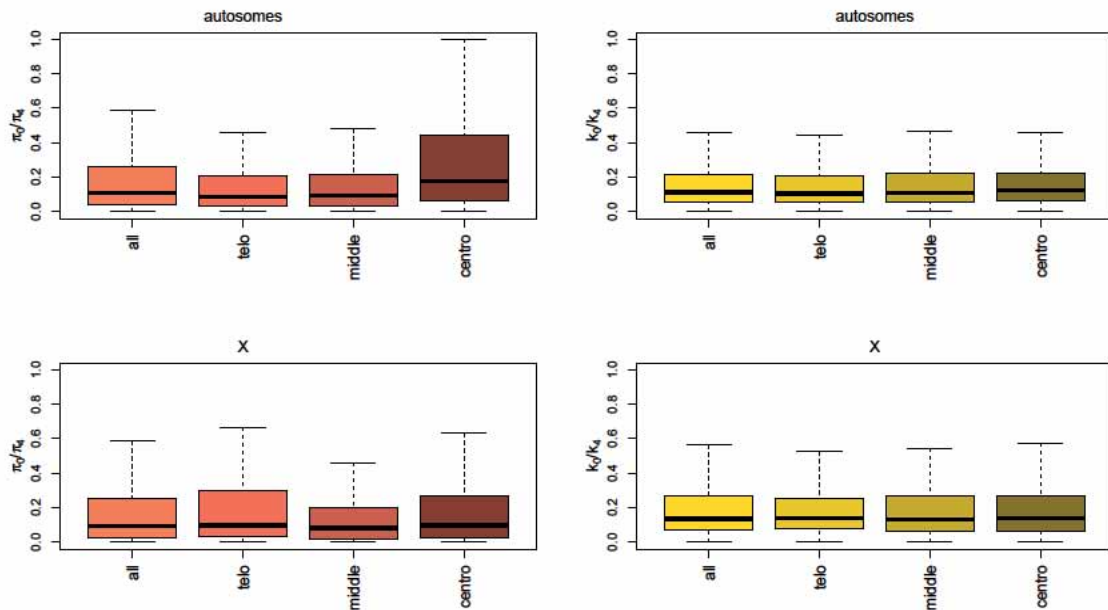 autosomes
π₀/π₄
0.0 0.2 0.4 0.6 0.8 1.0
all telo middle centro
autosomes
k₀/k₄
0.0 0.2 0.4 0.6 0.8 1.0
all telo middle centro
X
π₀/π₄
0.0 0.2 0.4 0.6 0.8 1.0
all telo middle centro
X
k₀/k₄
0.0 0.2 0.4 0.6 0.8 1.0
all telo middle centro